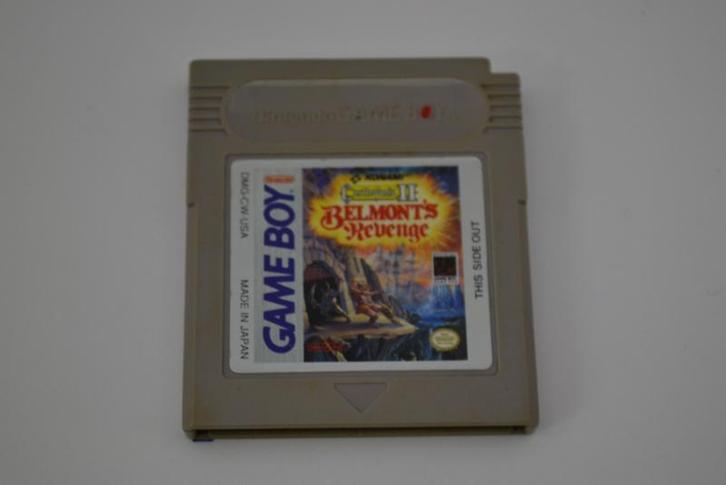 Nintendo GAME BOY
DMG-CW-USA
MADE IN JAPAN
Nintendo
GAME BOY
KONAMI
Castlevania II
BELMONT'S
Revenge
THIS SIDE OUT